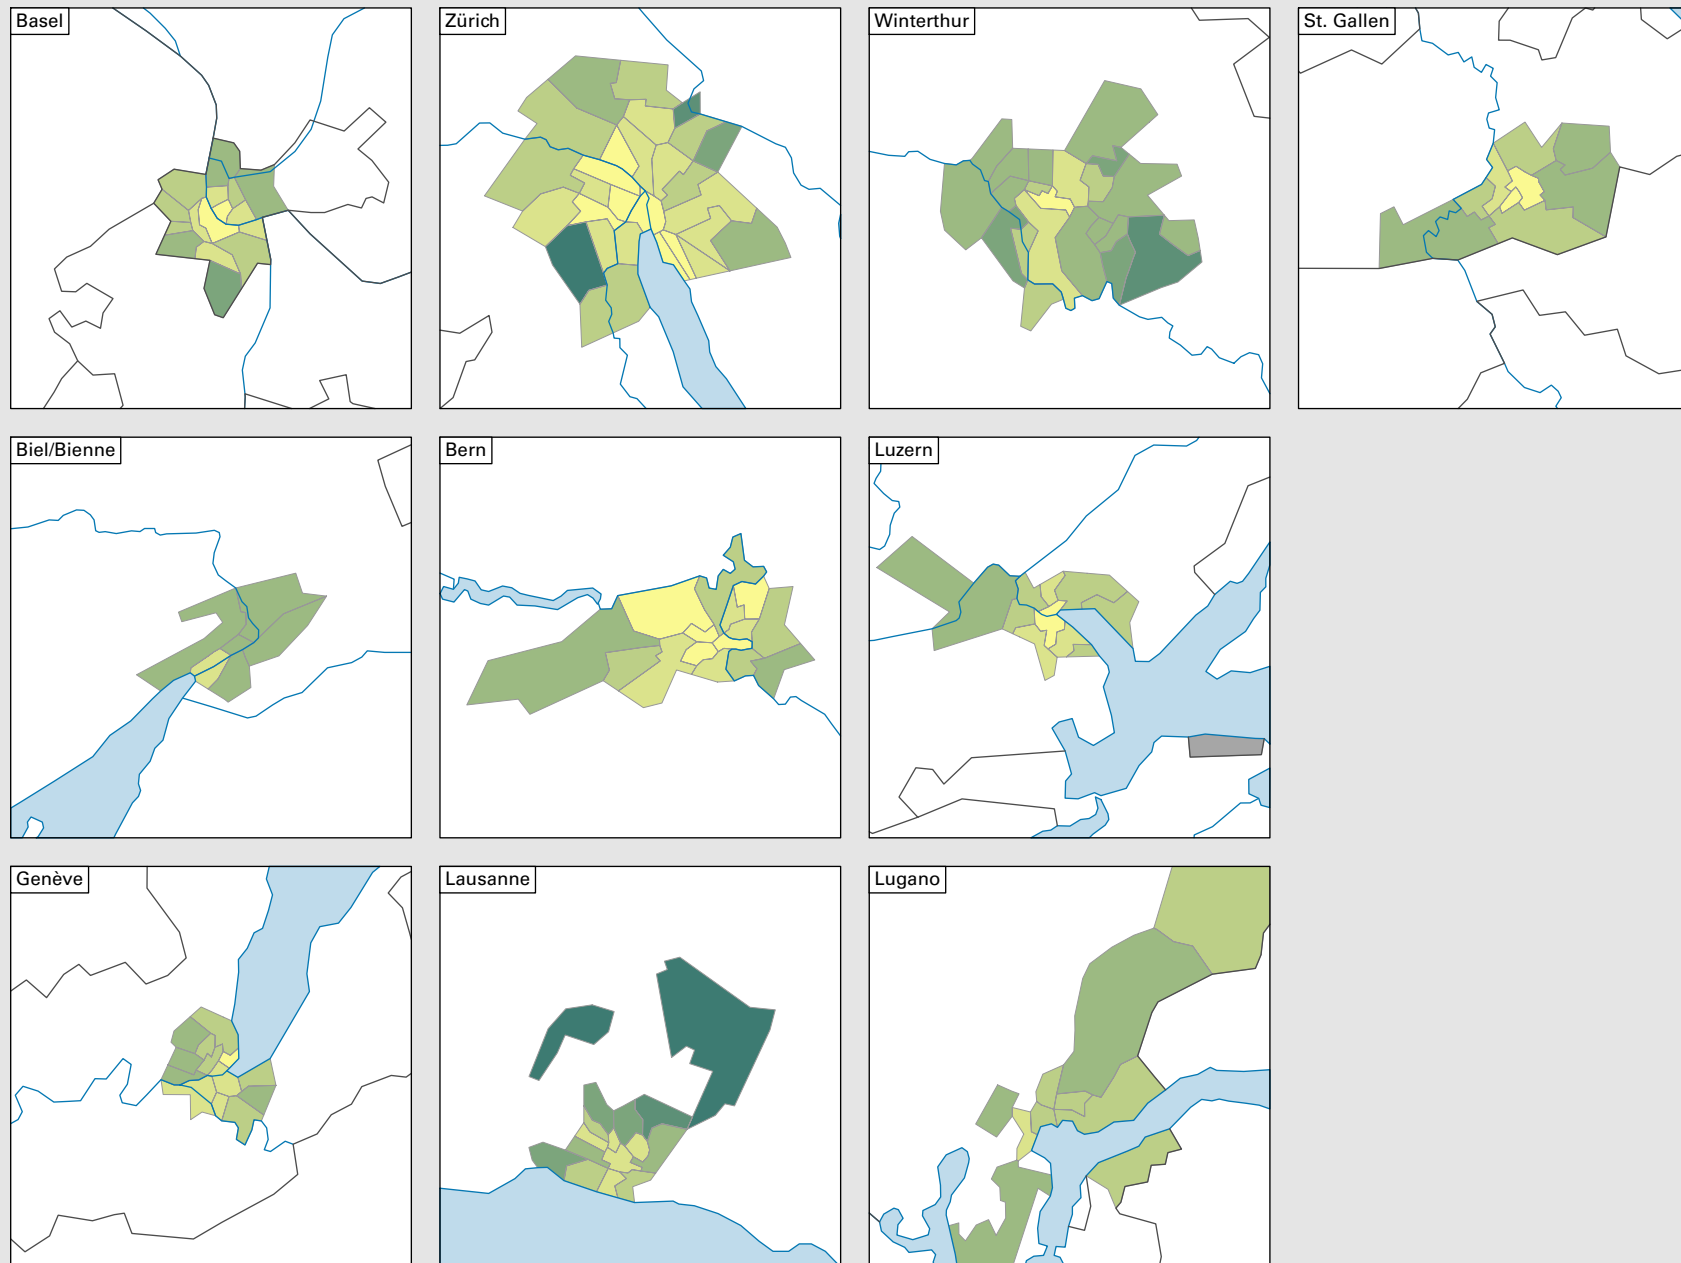 Basel
Zürich
Winterthur
St. Gallen
Biel/Bienne
Bern
Luzern
Genève
Lausanne
Lugano